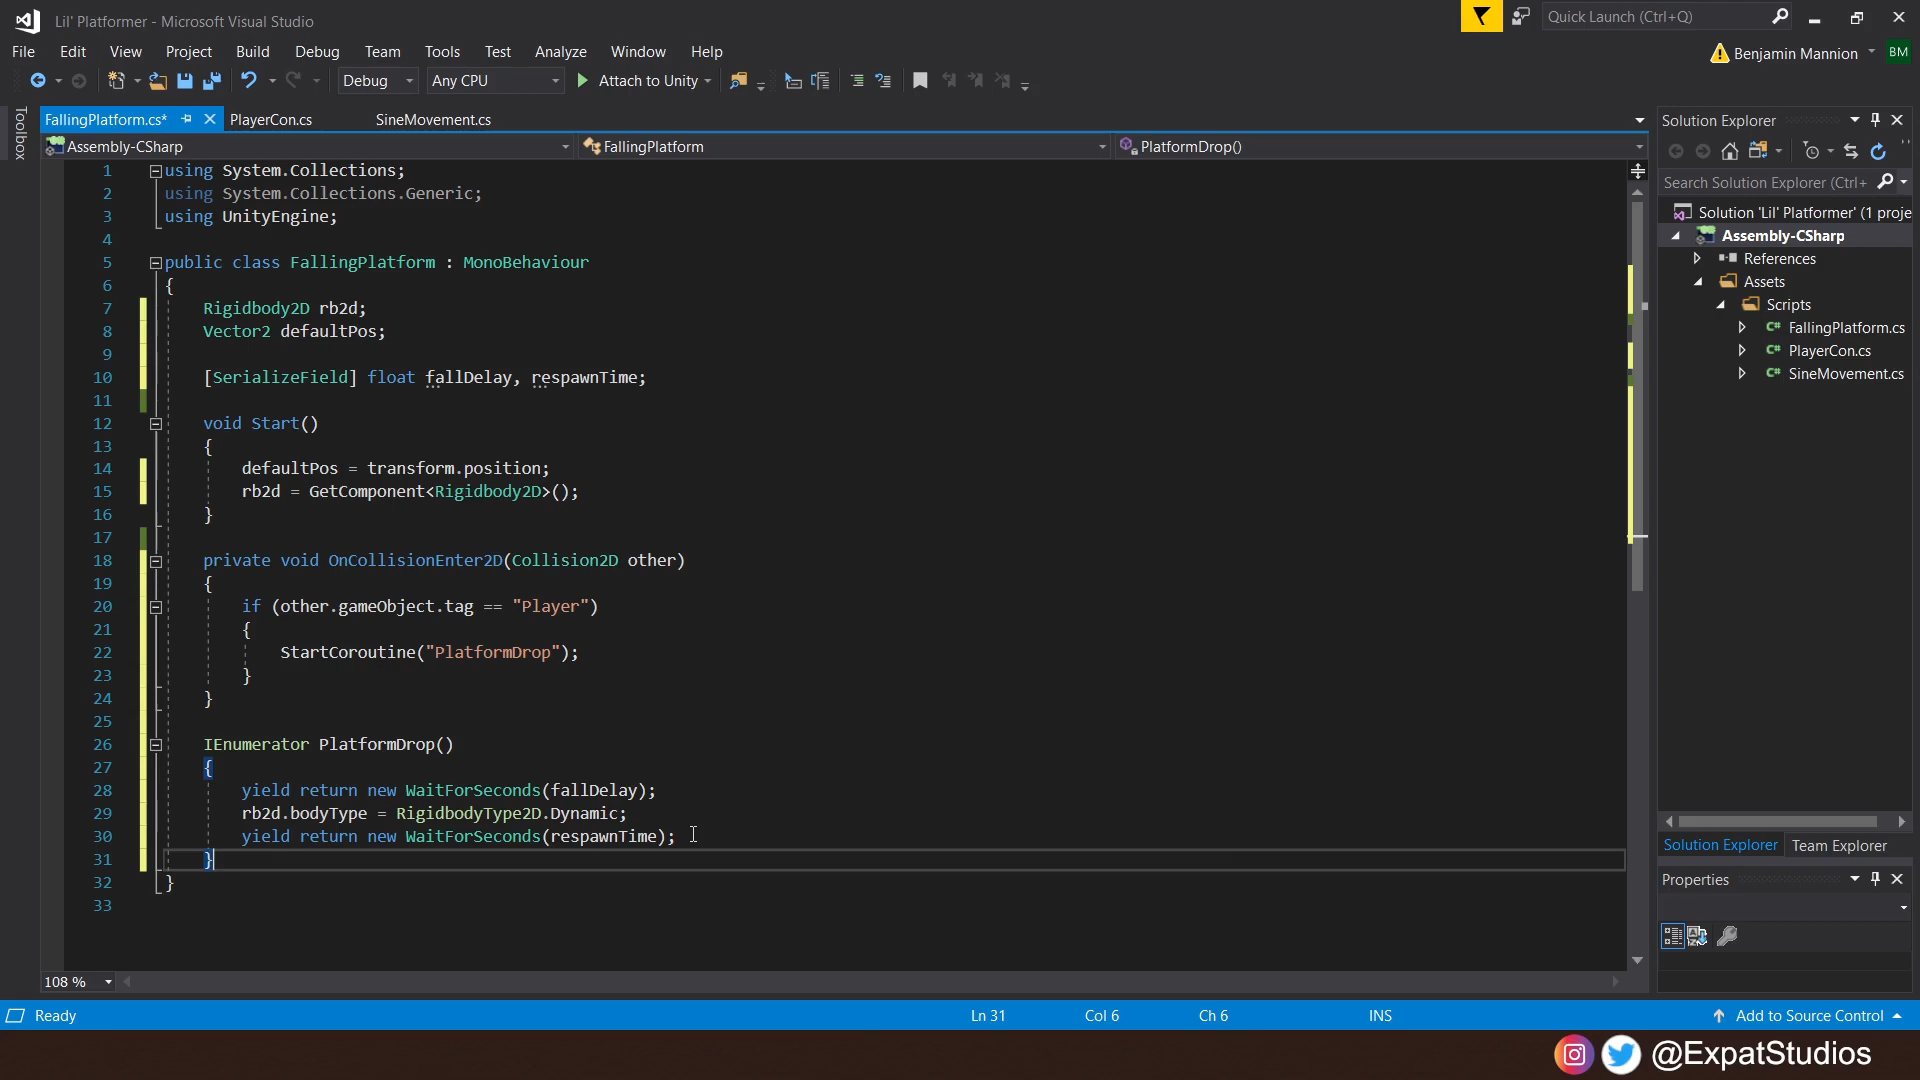 Lil' Platformer - Microsoft Visual Studio
Quick Launch (Ctrl+Q)
File Edit View Project Build Debug Team Tools Test Analyze Window Help
Benjamin Mannion BM
Debug Any CPU Attach to Unity
Toolbox
FallingPlatform.cs* PlayerCon.cs SineMovement.cs
Assembly-CSharp FallingPlatform PlatformDrop()
1 using System.Collections;
2 using System.Collections.Generic;
3 using UnityEngine;
4
5 public class FallingPlatform : MonoBehaviour
6 {
7 Rigidbody2D rb2d;
8 Vector2 defaultPos;
9
10 [SerializeField] float fallDelay, respawnTime;
11
12 void Start()
13 {
14 defaultPos = transform.position;
15 rb2d = GetComponent<Rigidbody2D>();
16 }
17
18 private void OnCollisionEnter2D(Collision2D other)
19 {
20 if (other.gameObject.tag == "Player")
21 {
22 StartCoroutine("PlatformDrop");
23 }
24 }
25
26 IEnumerator PlatformDrop()
27 {
28 yield return new WaitForSeconds(fallDelay);
29 rb2d.bodyType = RigidbodyType2D.Dynamic;
30 yield return new WaitForSeconds(respawnTime);
31 }
32 }
33
108 %
Solution Explorer
Search Solution Explorer (Ctrl+
Solution 'Lil' Platformer' (1 proje
Assembly-CSharp
References
Assets
Scripts
C# FallingPlatform.cs
C# PlayerCon.cs
C# SineMovement.cs
Solution Explorer Team Explorer
Properties
Ready Ln 31 Col 6 Ch 6 INS Add to Source Control
@ExpatStudios